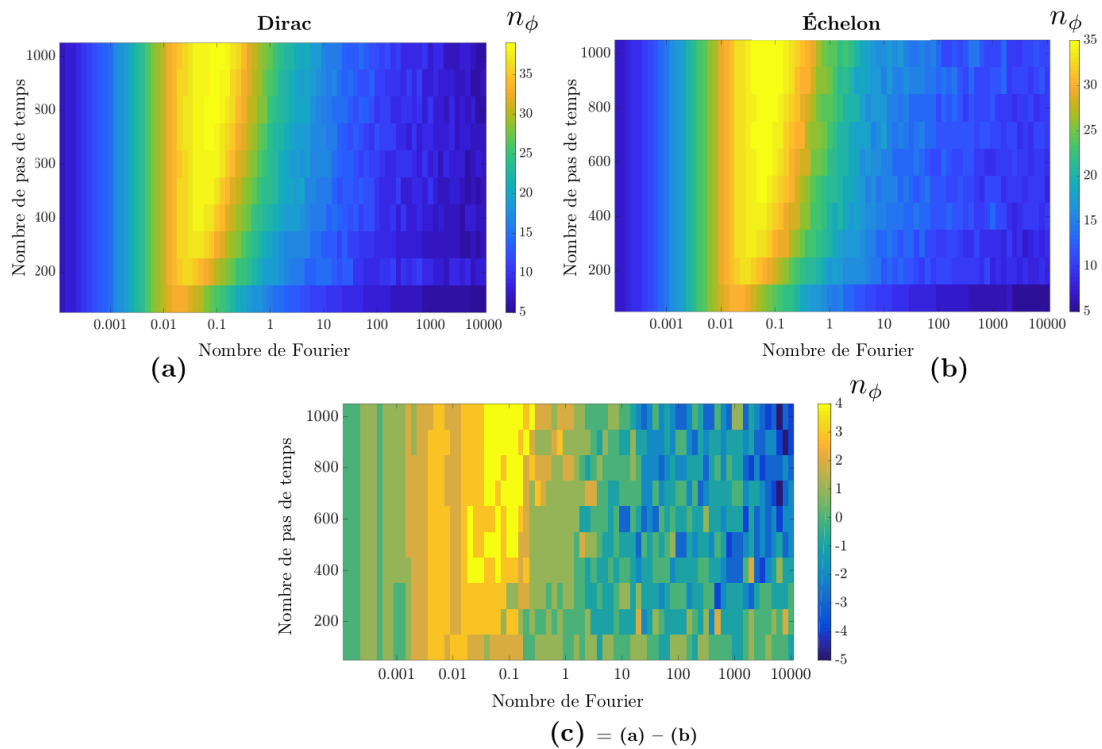 Dirac
n_ϕ
Nombre de pas de temps
1000
800
600
400
200
0.001 0.01 0.1 1 10 100 1000 10000
Nombre de Fourier
35
30
25
20
15
10
5
(a)
Échelon
n_ϕ
Nombre de pas de temps
1000
800
600
400
200
0.001 0.01 0.1 1 10 100 1000 10000
Nombre de Fourier
35
30
25
20
15
10
5
(b)
n_ϕ
Nombre de pas de temps
1000
800
600
400
200
0.001 0.01 0.1 1 10 100 1000 10000
Nombre de Fourier
4
3
2
1
0
-1
-2
-3
-4
-5
(c) = (a) – (b)